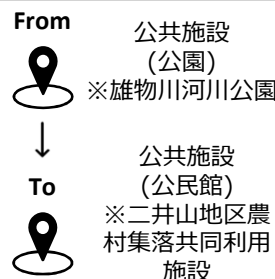 From
公共施設
(公園)
※雄物川河川公園
↓
To
公共施設
(公民館)
※二井山地区農
村集落共同利用
施設